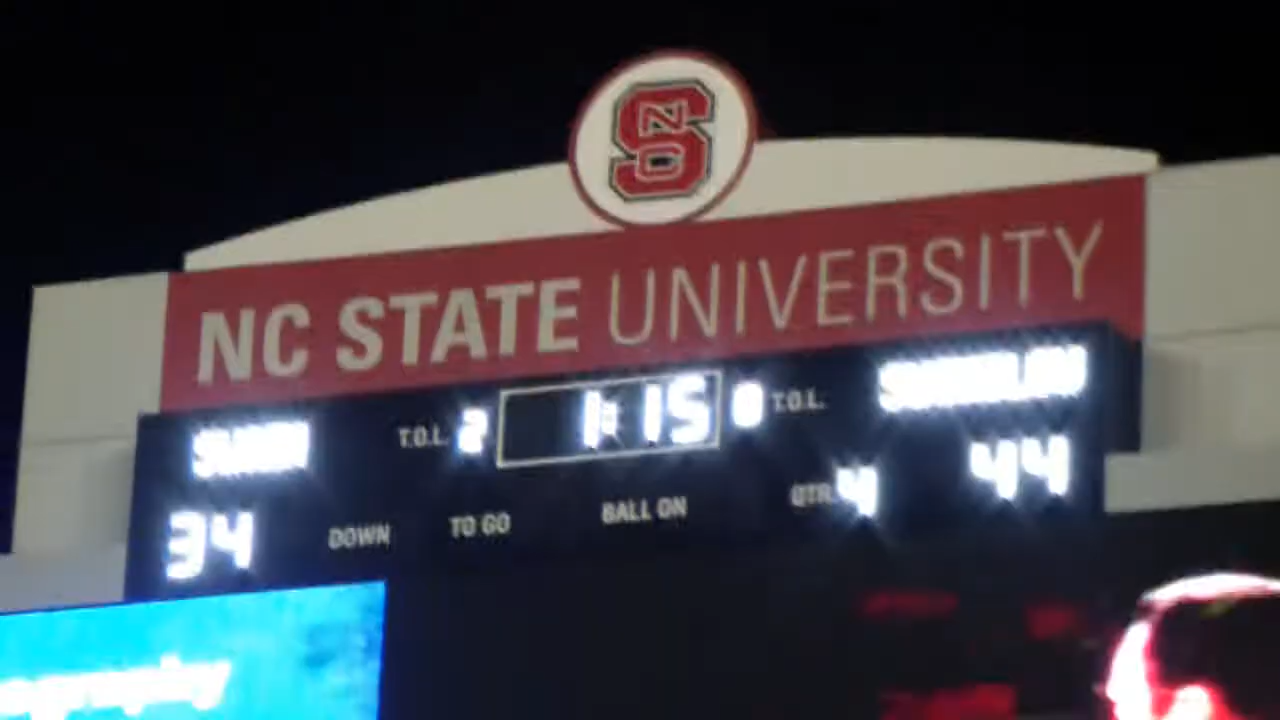 NCS
NC STATE UNIVERSITY
T.O.L. 2 1:15 0 T.O.L.
34 DOWN TO GO BALL ON QTR. 4 44